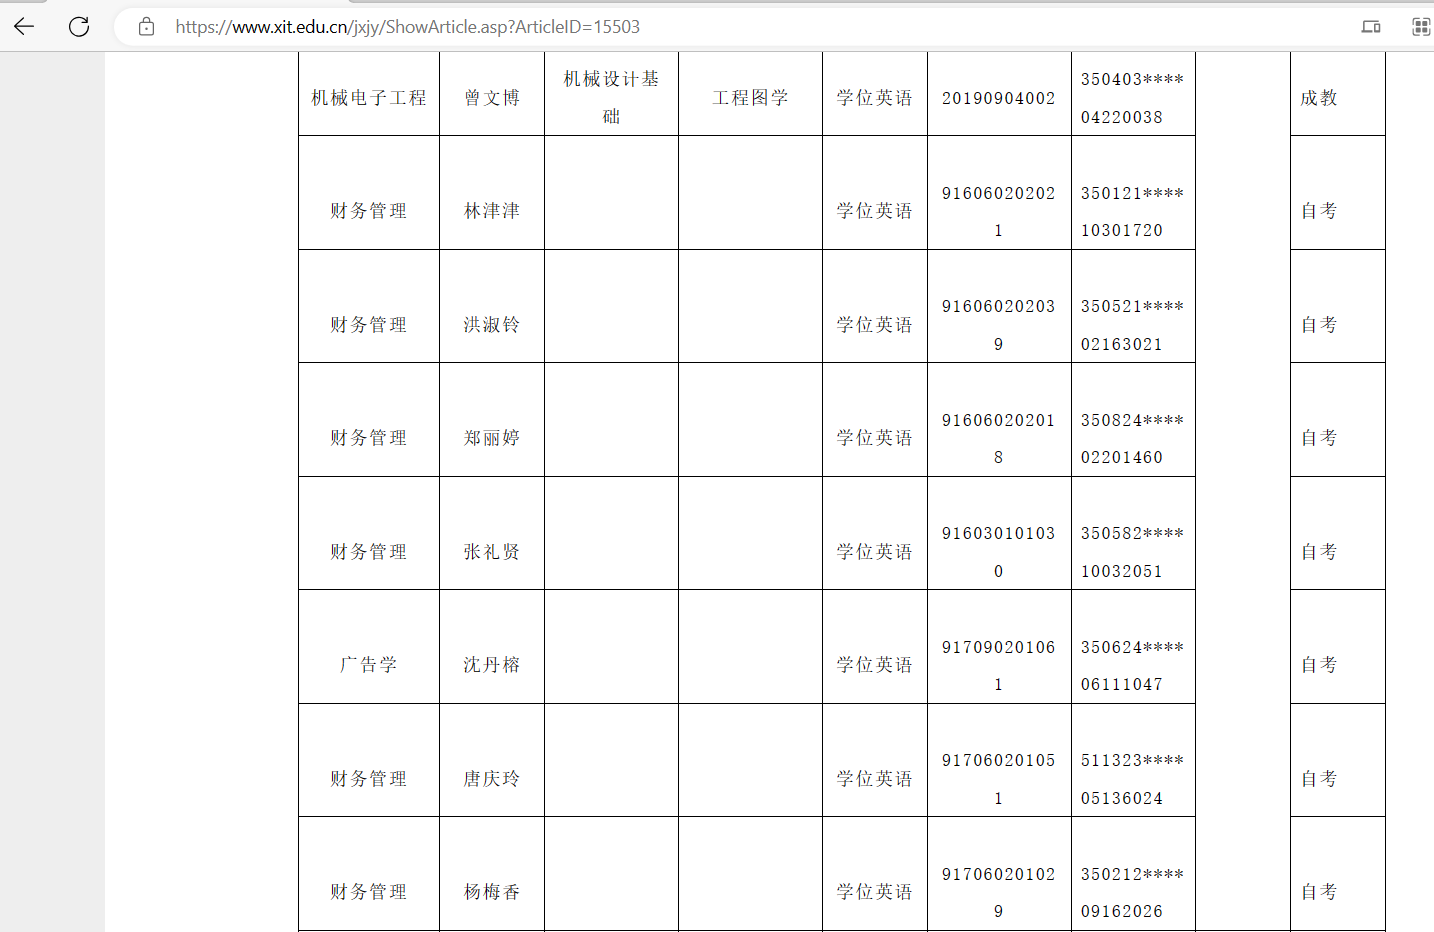 https://www.xit.edu.cn/jxjy/ShowArticle.asp?ArticleID=15503
机械电子工程 曾文博 机械设计基础 工程图学 学位英语 20190904002 350403****04220038 成教
财务管理 林津津 学位英语 916060202021 350121****10301720 自考
财务管理 洪淑铃 学位英语 916060202039 350521****02163021 自考
财务管理 郑丽婷 学位英语 916060202018 350824****02201460 自考
财务管理 张礼贤 学位英语 916030101030 350582****10032051 自考
广告学 沈丹榕 学位英语 917090201061 350624****06111047 自考
财务管理 唐庆玲 学位英语 917060201051 511323****05136024 自考
财务管理 杨梅香 学位英语 917060201029 350212****09162026 自考